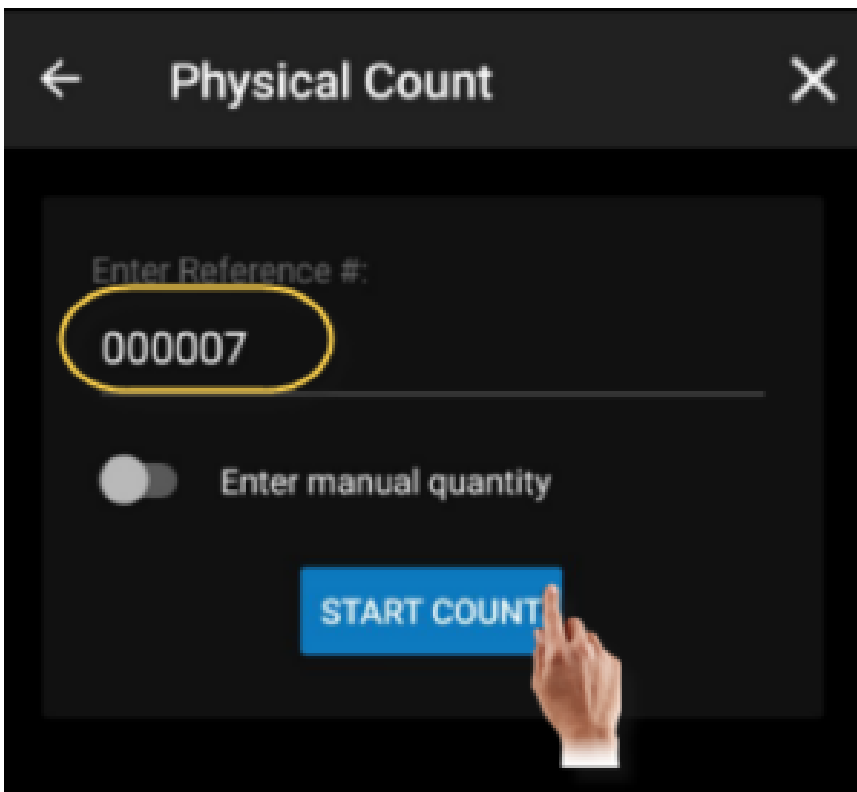 Physical Count
Enter Reference #:
000007
Enter manual quantity
START COUNT